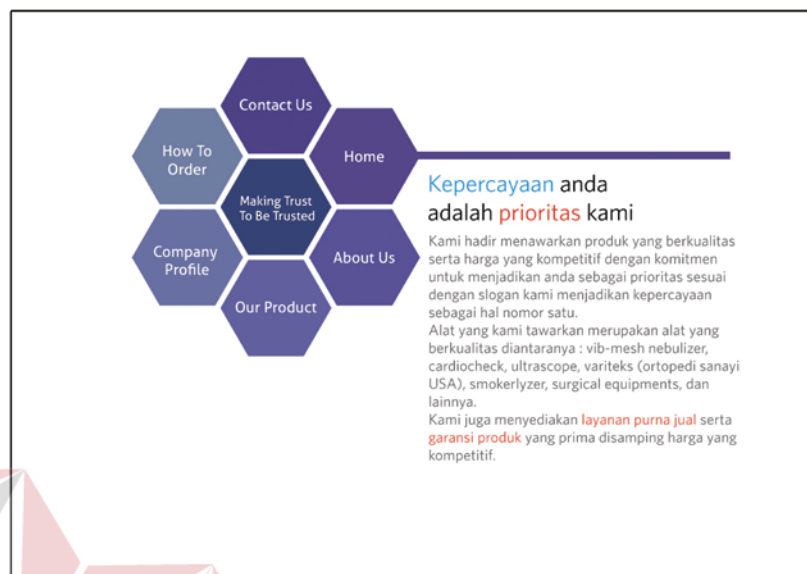 Contact Us
How To
Order
Home
Making Trust
To Be Trusted
Company
Profile
About Us
Our Product
Kepercayaan anda
adalah prioritas kami
Kami hadir menawarkan produk yang berkualitas
serta harga yang kompetitif dengan komitmen
untuk menjadikan anda sebagai prioritas sesuai
dengan slogan kami menjadikan kepercayaan
sebagai hal nomor satu.
Alat yang kami tawarkan merupakan alat yang
berkualitas diantaranya : vib-mesh nebulizer,
cardiocheck, ultrascope, variteks (ortopedi sanayi
USA), smokerlyzer, surgical equipments, dan
lainnya.
Kami juga menyediakan layanan purna jual serta
garansi produk yang prima disamping harga yang
kompetitif.